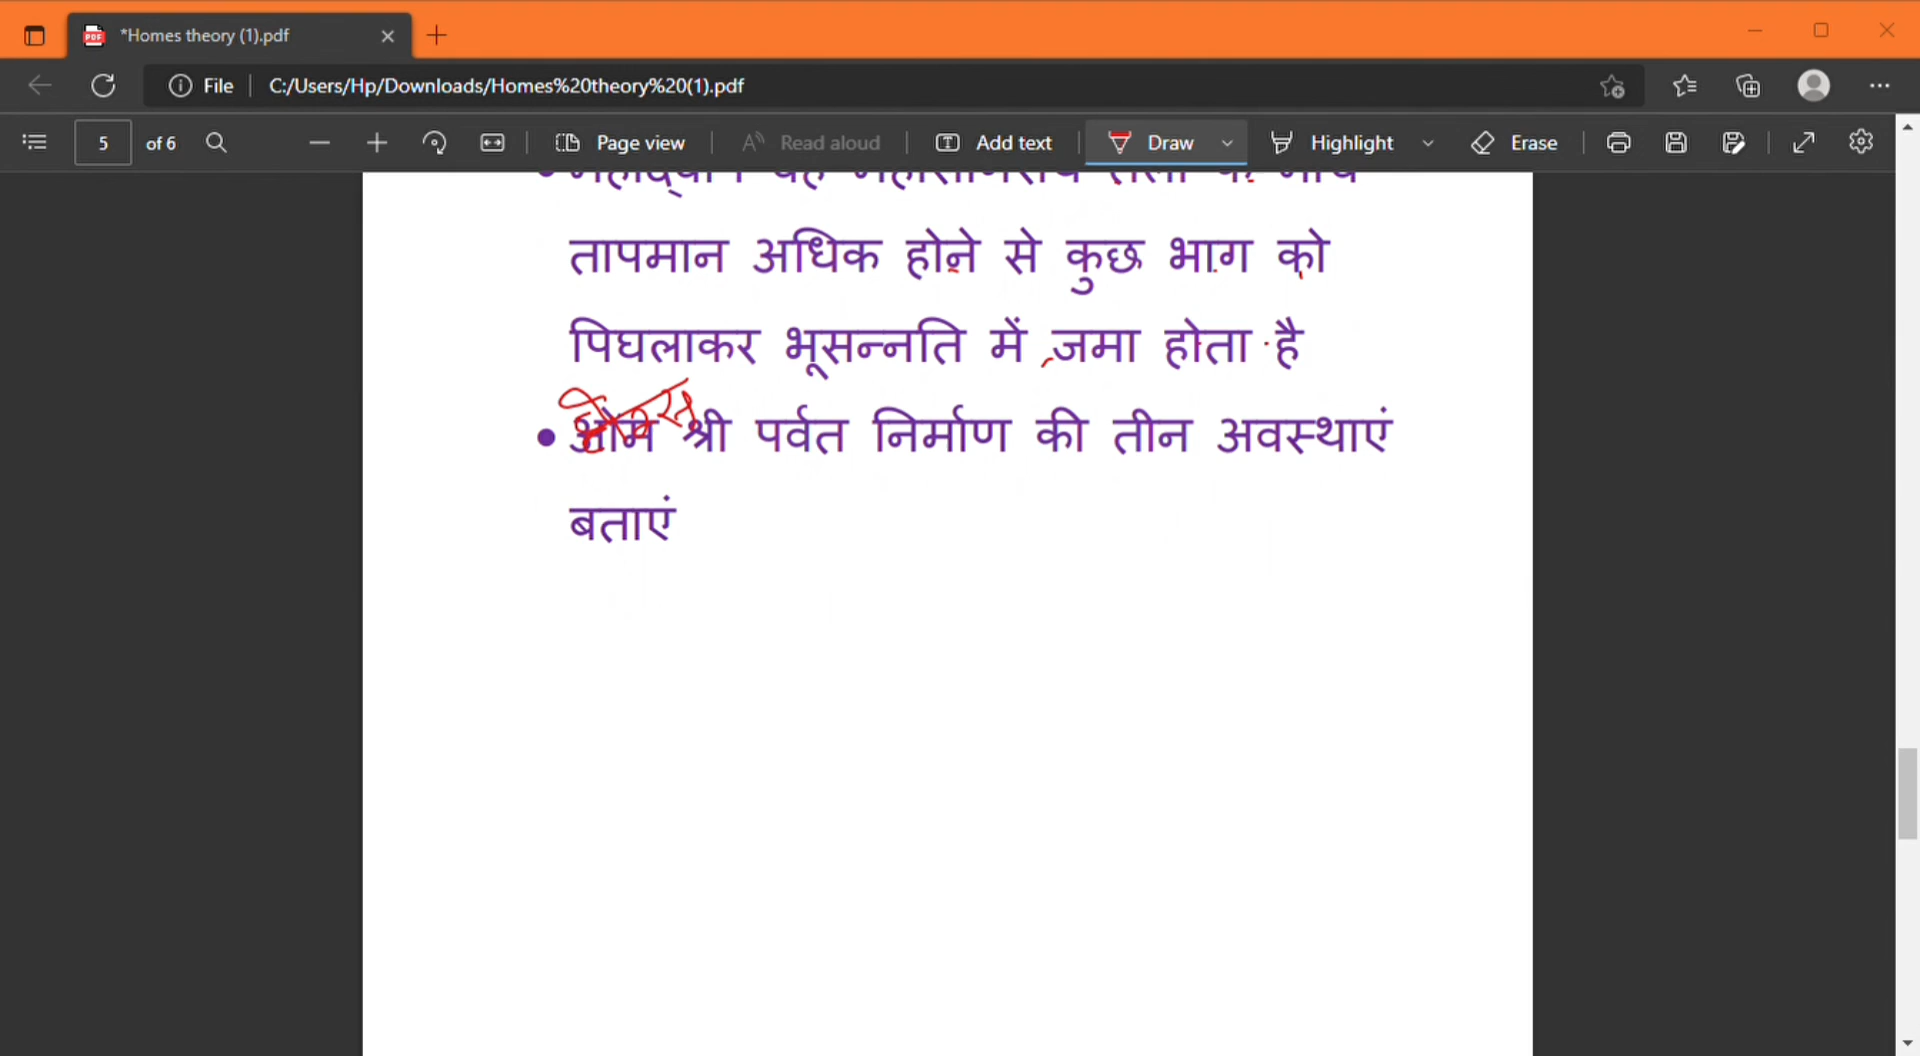 *Homes theory (1).pdf
File C:/Users/Hp/Downloads/Homes%20theory%20(1).pdf
5 of 6 Page view Read aloud Add text Draw Highlight Erase
तापमान अधिक होने से कुछ भाग को
पिघलाकर भूसन्नति में जमा होता है
• ओम श्री पर्वत निर्माण की तीन अवस्थाएं
बताएं